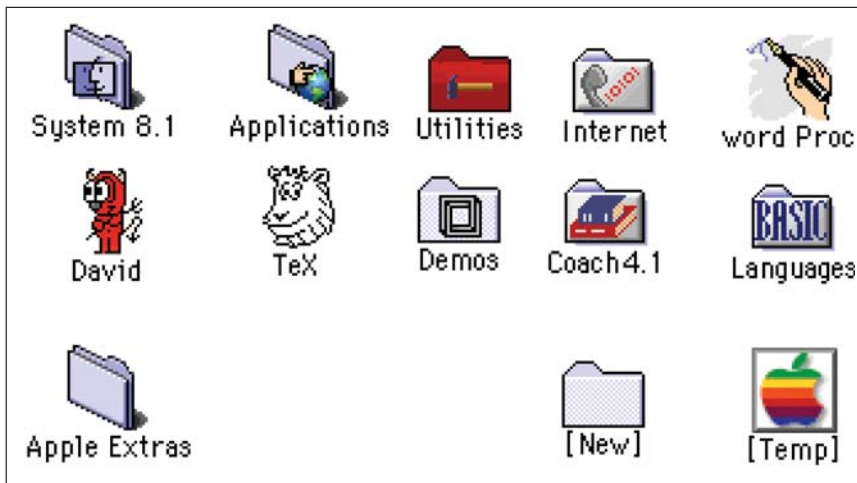 System 8.1
Applications
Utilities
Internet
word Proc
David
TeX
Demos
Coach4.1
BASIC
Languages
Apple Extras
[New]
[Temp]
10101